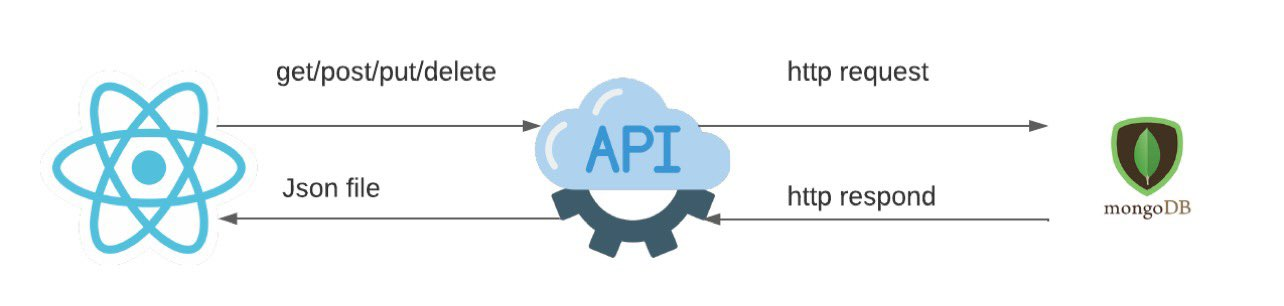 get/post/put/delete
http request
API
Json file
http respond
mongoDB